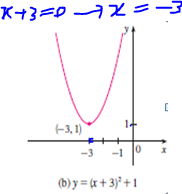 x+3=0 → x = -3
y
(-3, 1)
1
-3
-1
0
x
(b) y = (x + 3)² + 1